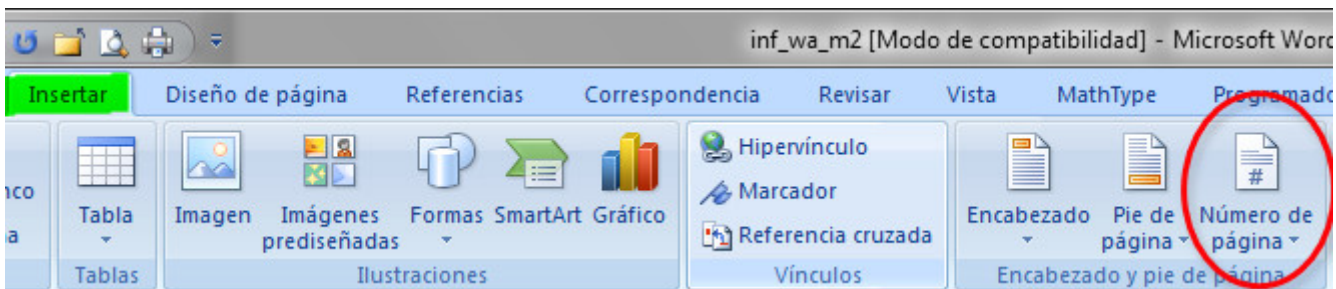 inf_wa_m2 [Modo de compatibilidad] - Microsoft Word
Insertar Diseño de página Referencias Correspondencia Revisar Vista MathType
Tabla
Imagen
Imágenes
prediseñadas
Formas
SmartArt
Gráfico
Hipervínculo
Marcador
Referencia cruzada
Encabezado
Pie de
página
Número de
página
#
Tablas
Ilustraciones
Vínculos
Encabezado y pie de página